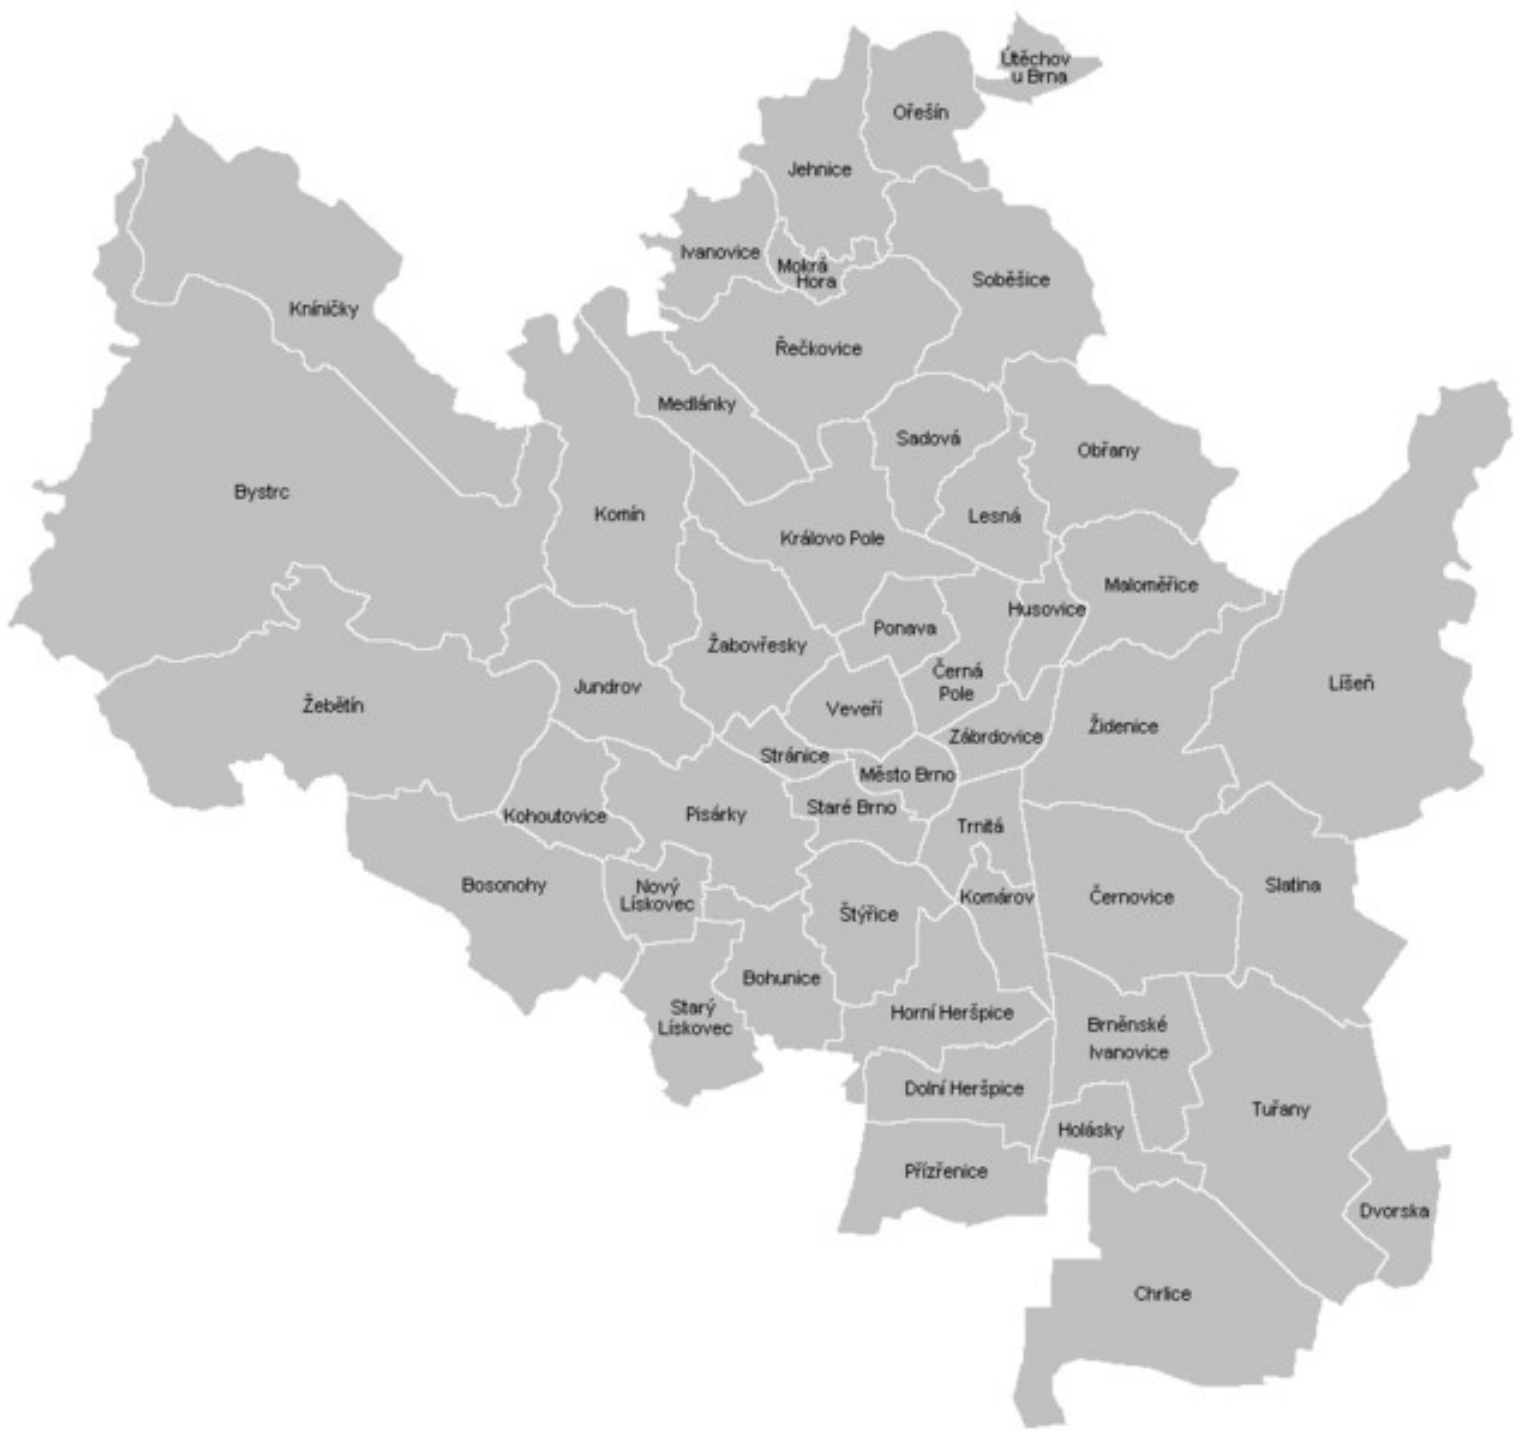 Útěchov
u Brna
Ořešín
Jehnice
Ivanovice
Mokrá
Hora
Soběšice
Kníničky
Řečkovice
Medlánky
Sadová
Obřany
Bystrc
Komín
Lesná
Královo Pole
Maloměřice
Husovice
Ponava
Žabovřesky
Černá
Pole
Líšeň
Jundrov
Žebětín
Veveří
Židenice
Zábrdovice
Stránice
Město Brno
Staré Brno
Kohoutovice
Pisárky
Trnitá
Bosonohy
Nový
Lískovec
Slatina
Komárov
Černovice
Štýřice
Bohunice
Starý
Lískovec
Horní Heršpice
Brněnské
Ivanovice
Dolní Heršpice
Tuřany
Holásky
Přízřenice
Dvorska
Chrlice